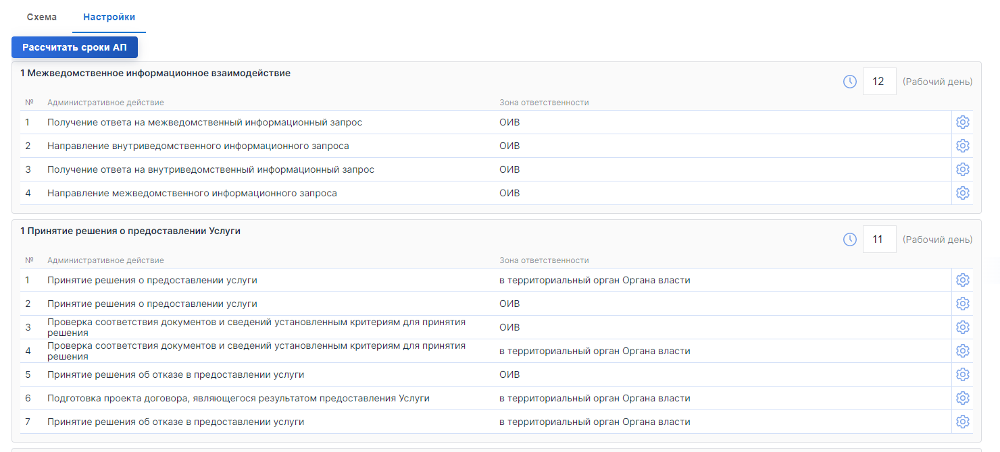 Схема Настройки
Рассчитать сроки АП
1 Межведомственное информационное взаимодействие
12 (Рабочий день)
№ Административное действие Зона ответственности
1 Получение ответа на межведомственный информационный запрос ОИВ
2 Направление внутриведомственного информационного запроса ОИВ
3 Получение ответа на внутриведомственный информационный запрос ОИВ
4 Направление межведомственного информационного запроса ОИВ
1 Принятие решения о предоставлении Услуги
11 (Рабочий день)
№ Административное действие Зона ответственности
1 Принятие решения о предоставлении услуги в территориальный орган Органа власти
2 Принятие решения о предоставлении услуги ОИВ
3 Проверка соответствия документов и сведений установленным критериям для принятия
решения ОИВ
4 Проверка соответствия документов и сведений установленным критериям для принятия
решения в территориальный орган Органа власти
5 Принятие решения об отказе в предоставлении услуги ОИВ
6 Подготовка проекта договора, являющегося результатом предоставления Услуги в территориальный орган Органа власти
7 Принятие решения об отказе в предоставлении услуги в территориальный орган Органа власти